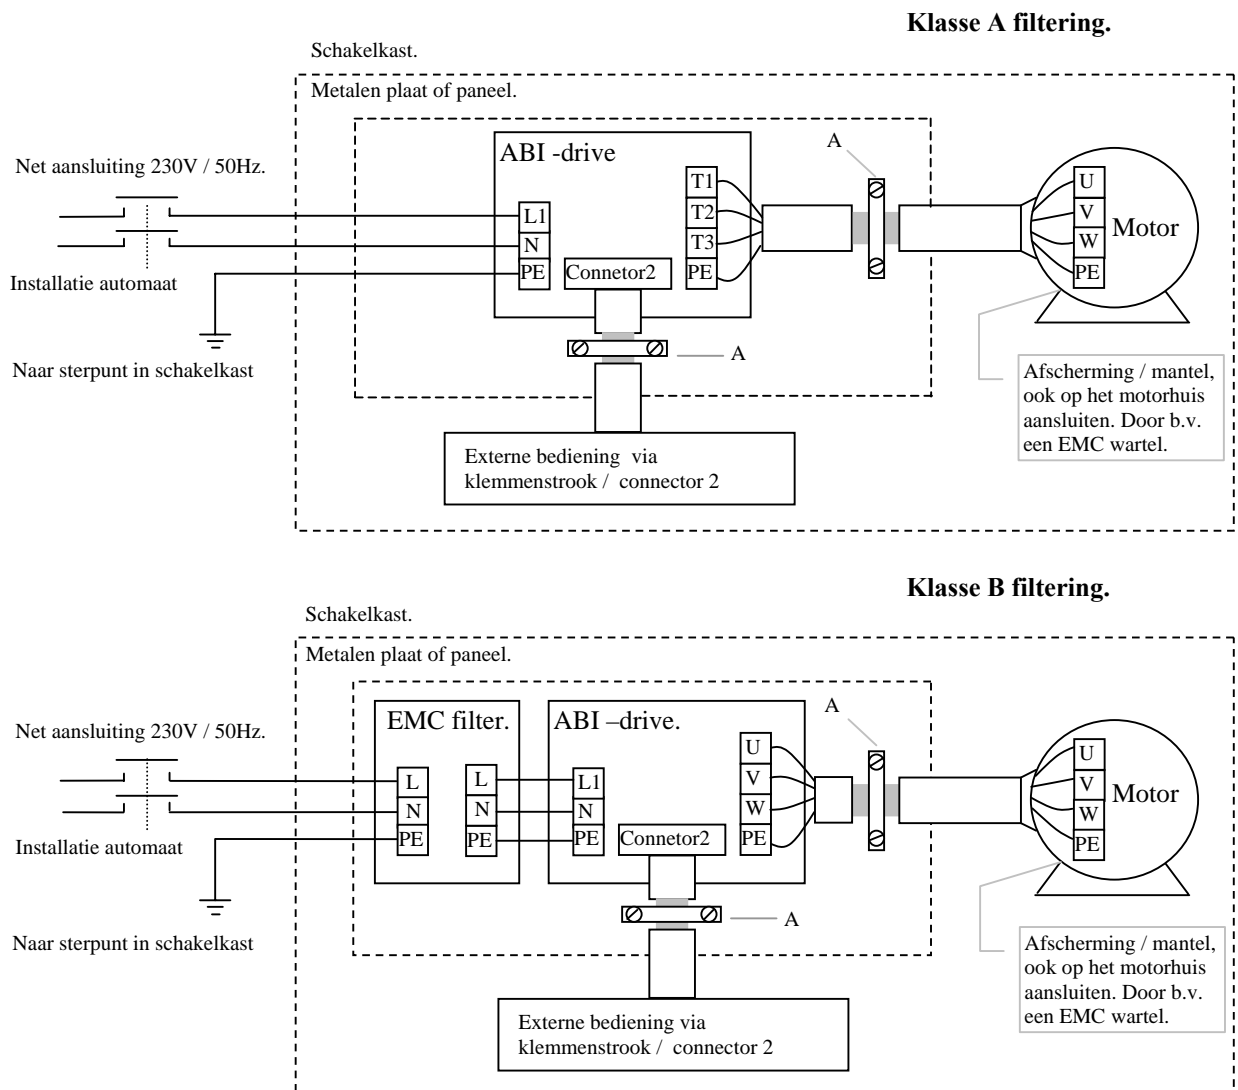 Klasse A filtering.
Schakelkast.
Metalen plaat of paneel.
A
ABI -drive
Net aansluiting 230V / 50Hz.
T1
U
L1
T2
V
Motor
N
T3
W
PE
Connetor2
PE
PE
Installatie automaat
A
Naar sterpunt in schakelkast
Afscherming / mantel,
ook op het motorhuis
aansluiten. Door b.v.
een EMC wartel.
Externe bediening via
klemmenstrook / connector 2
Klasse B filtering.
Schakelkast.
Metalen plaat of paneel.
A
EMC filter.
ABI –drive.
Net aansluiting 230V / 50Hz.
U
U
L
L
L1
V
V
Motor
N
N
N
W
W
PE
PE
PE
Connetor2
PE
PE
Installatie automaat
A
Naar sterpunt in schakelkast
Afscherming / mantel,
ook op het motorhuis
aansluiten. Door b.v.
een EMC wartel.
Externe bediening via
klemmenstrook / connector 2